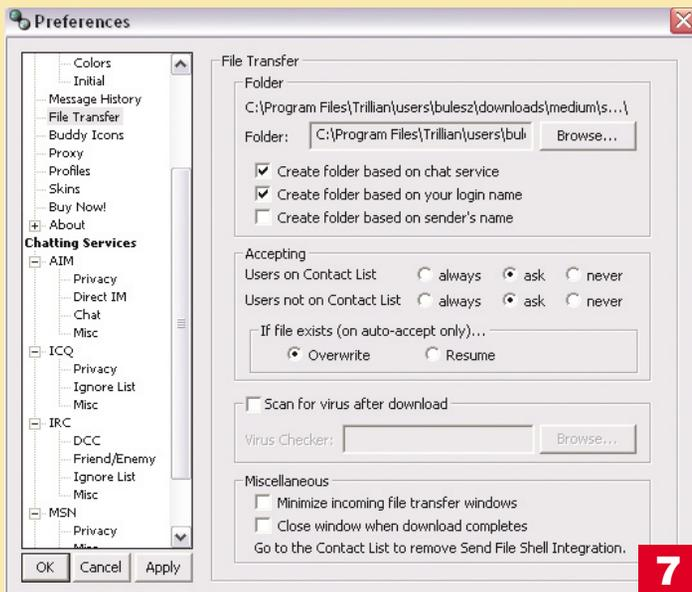 Preferences
Colors
Initial
Message History
File Transfer
Buddy Icons
Proxy
Profiles
Skins
Buy Now!
About
Chatting Services
AIM
Privacy
Direct IM
Chat
Misc
ICQ
Privacy
Ignore List
Misc
IRC
DCC
Friend/Enemy
Ignore List
Misc
MSN
Privacy
OK Cancel Apply
File Transfer
Folder
C:\Program Files\Trillian\users\bulesz\downloads\medium\s...\
Folder: C:\Program Files\Trillian\users\bul Browse...
Create folder based on chat service
Create folder based on your login name
Create folder based on sender's name
Accepting
Users on Contact List always ask never
Users not on Contact List always ask never
If file exists (on auto-accept only)...
Overwrite Resume
Scan for virus after download
Virus Checker: Browse...
Miscellaneous
Minimize incoming file transfer windows
Close window when download completes
Go to the Contact List to remove Send File Shell Integration.
7